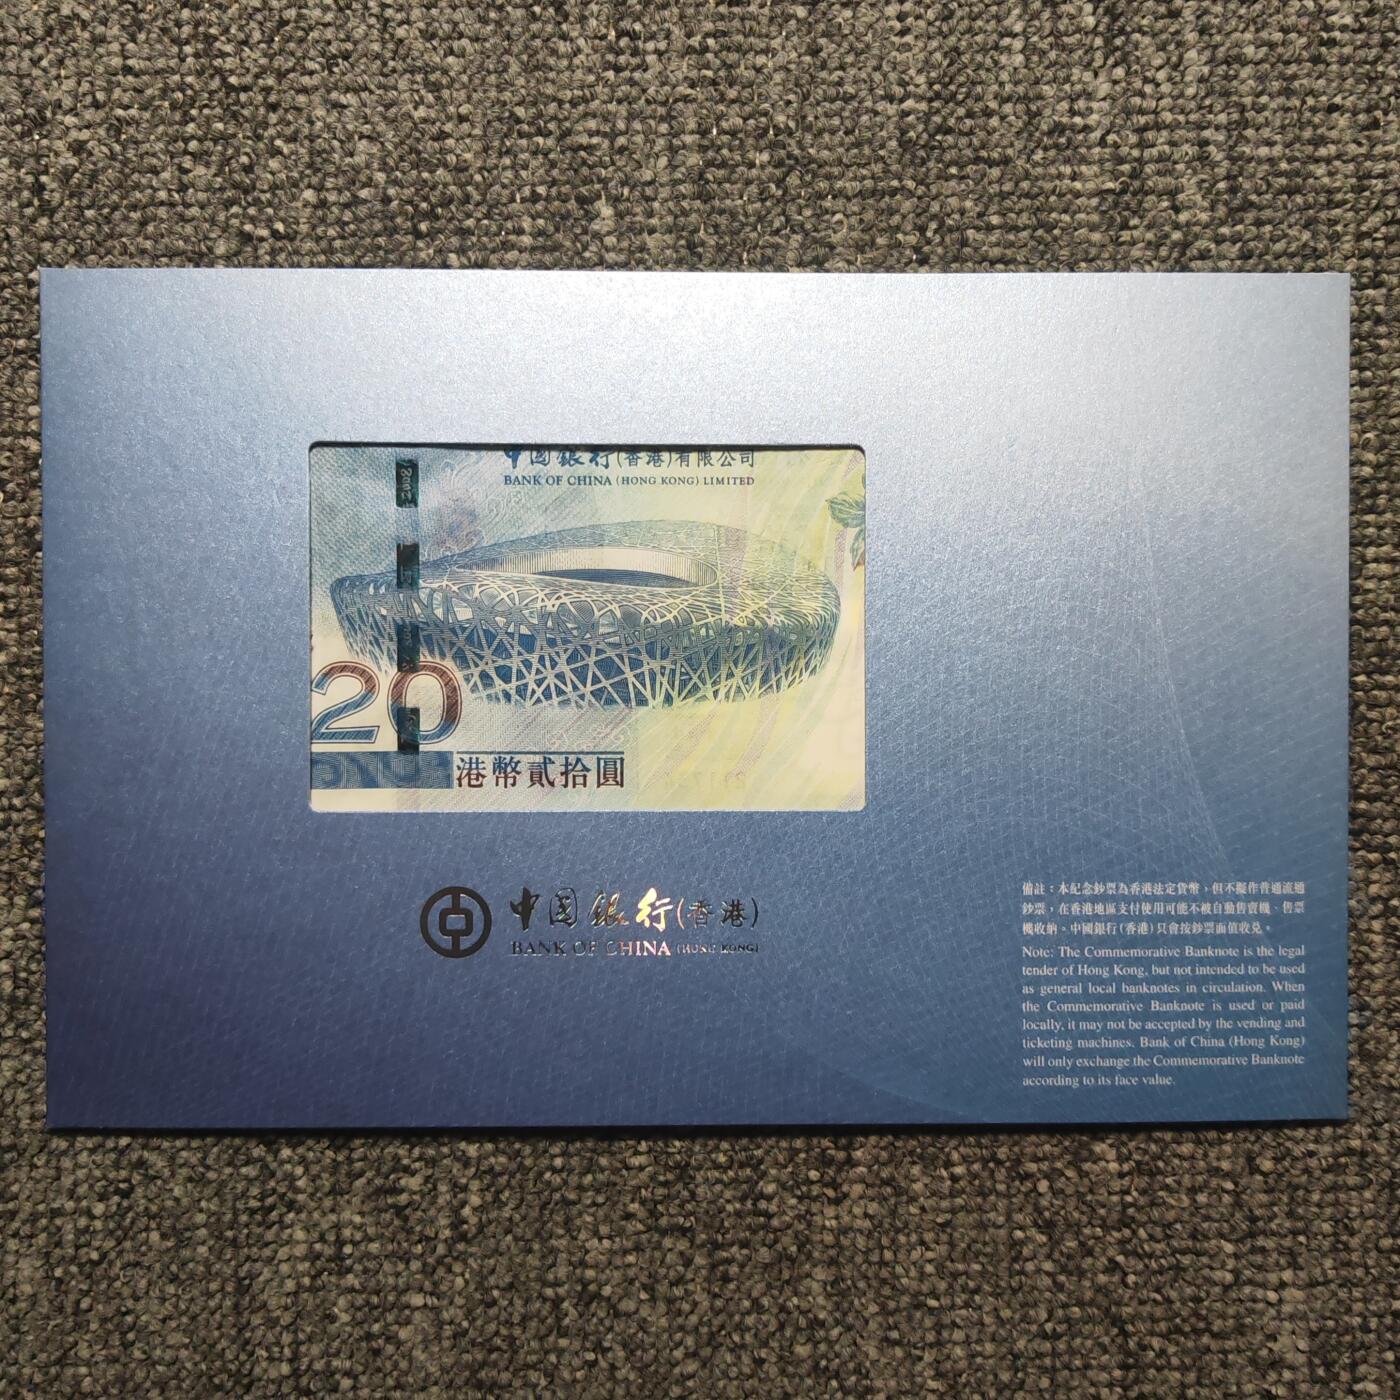 中國銀行(香港)有限公司
BANK OF CHINA (HONG KONG) LIMITED
20
港幣貳拾圓
中國銀行(香港)
BANK OF CHINA (HONG KONG)
備註：本紀念鈔票為香港法定貨幣，但不擬作普通流通
鈔票，在香港地區支付使用可能不被自動售賣機、售票
機收納。中國銀行(香港)只會按鈔票面值收兌。
Note: The Commemorative Banknote is the legal
tender of Hong Kong, but not intended to be used
as general local banknotes in circulation. When
the Commemorative Banknote is used or paid
locally, it may not be accepted by the vending and
ticketing machines. Bank of China (Hong Kong)
will only exchange the Commemorative Banknote
according to its face value.